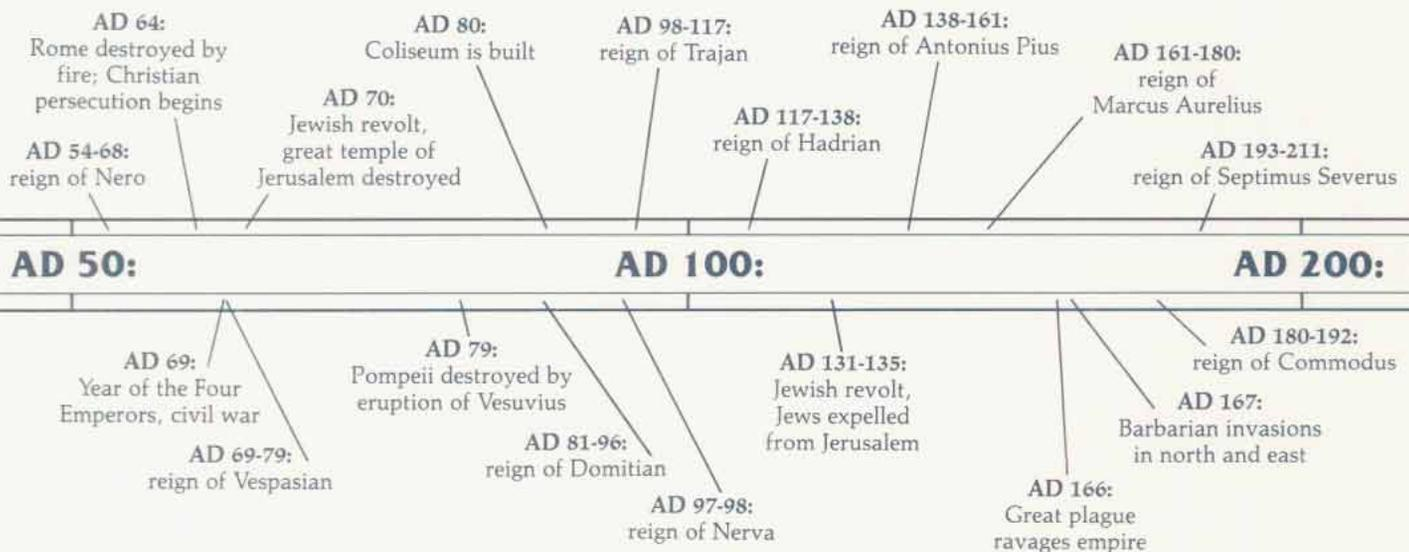 AD 64:
Rome destroyed by
fire; Christian
persecution begins
AD 54-68:
reign of Nero
AD 70:
Jewish revolt,
great temple of
Jerusalem destroyed
AD 80:
Coliseum is built
AD 98-117:
reign of Trajan
AD 117-138:
reign of Hadrian
AD 138-161:
reign of Antonius Pius
AD 161-180:
reign of
Marcus Aurelius
AD 193-211:
reign of Septimus Severus
AD 50:
AD 100:
AD 200:
AD 69:
Year of the Four
Emperors, civil war
AD 69-79:
reign of Vespasian
AD 79:
Pompeii destroyed by
eruption of Vesuvius
AD 81-96:
reign of Domitian
AD 97-98:
reign of Nerva
AD 131-135:
Jewish revolt,
Jews expelled
from Jerusalem
AD 166:
Great plague
ravages empire
AD 167:
Barbarian invasions
in north and east
AD 180-192:
reign of Commodus